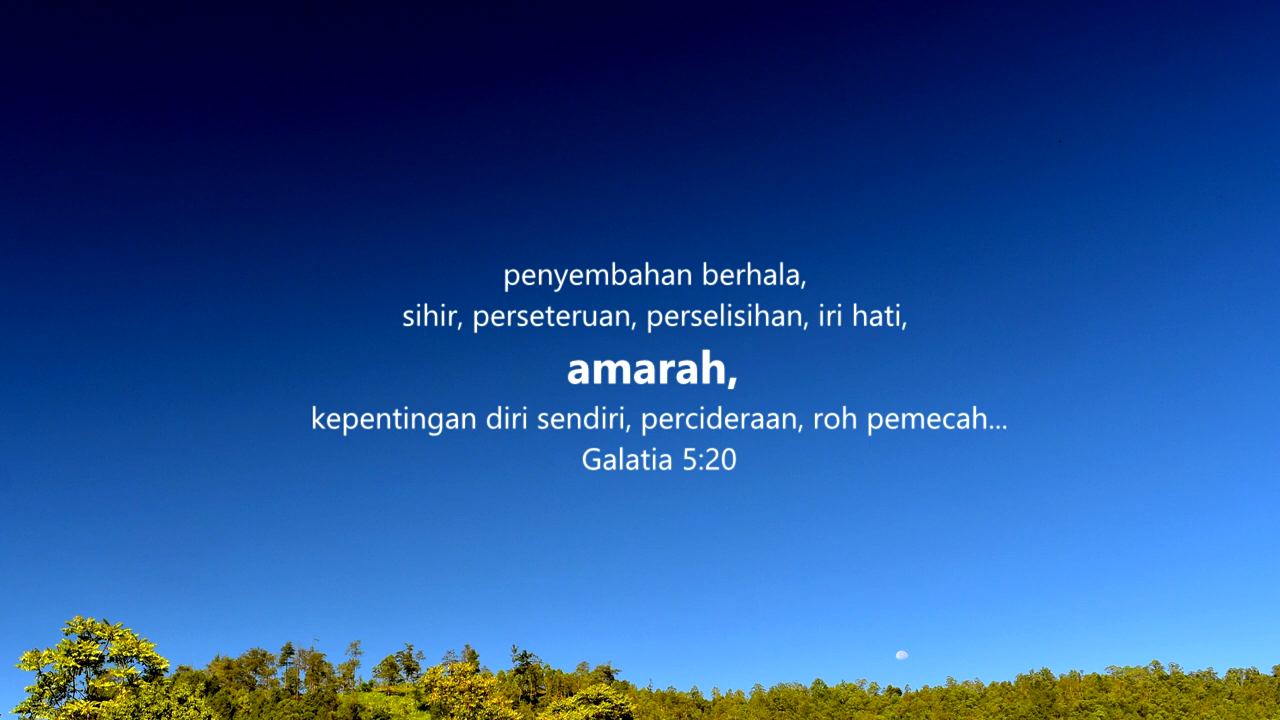 penyembahan berhala,
sihir, perseteruan, perselisihan, iri hati,
amarah,
kepentingan diri sendiri, percideraan, roh pemecah...
Galatia 5:20